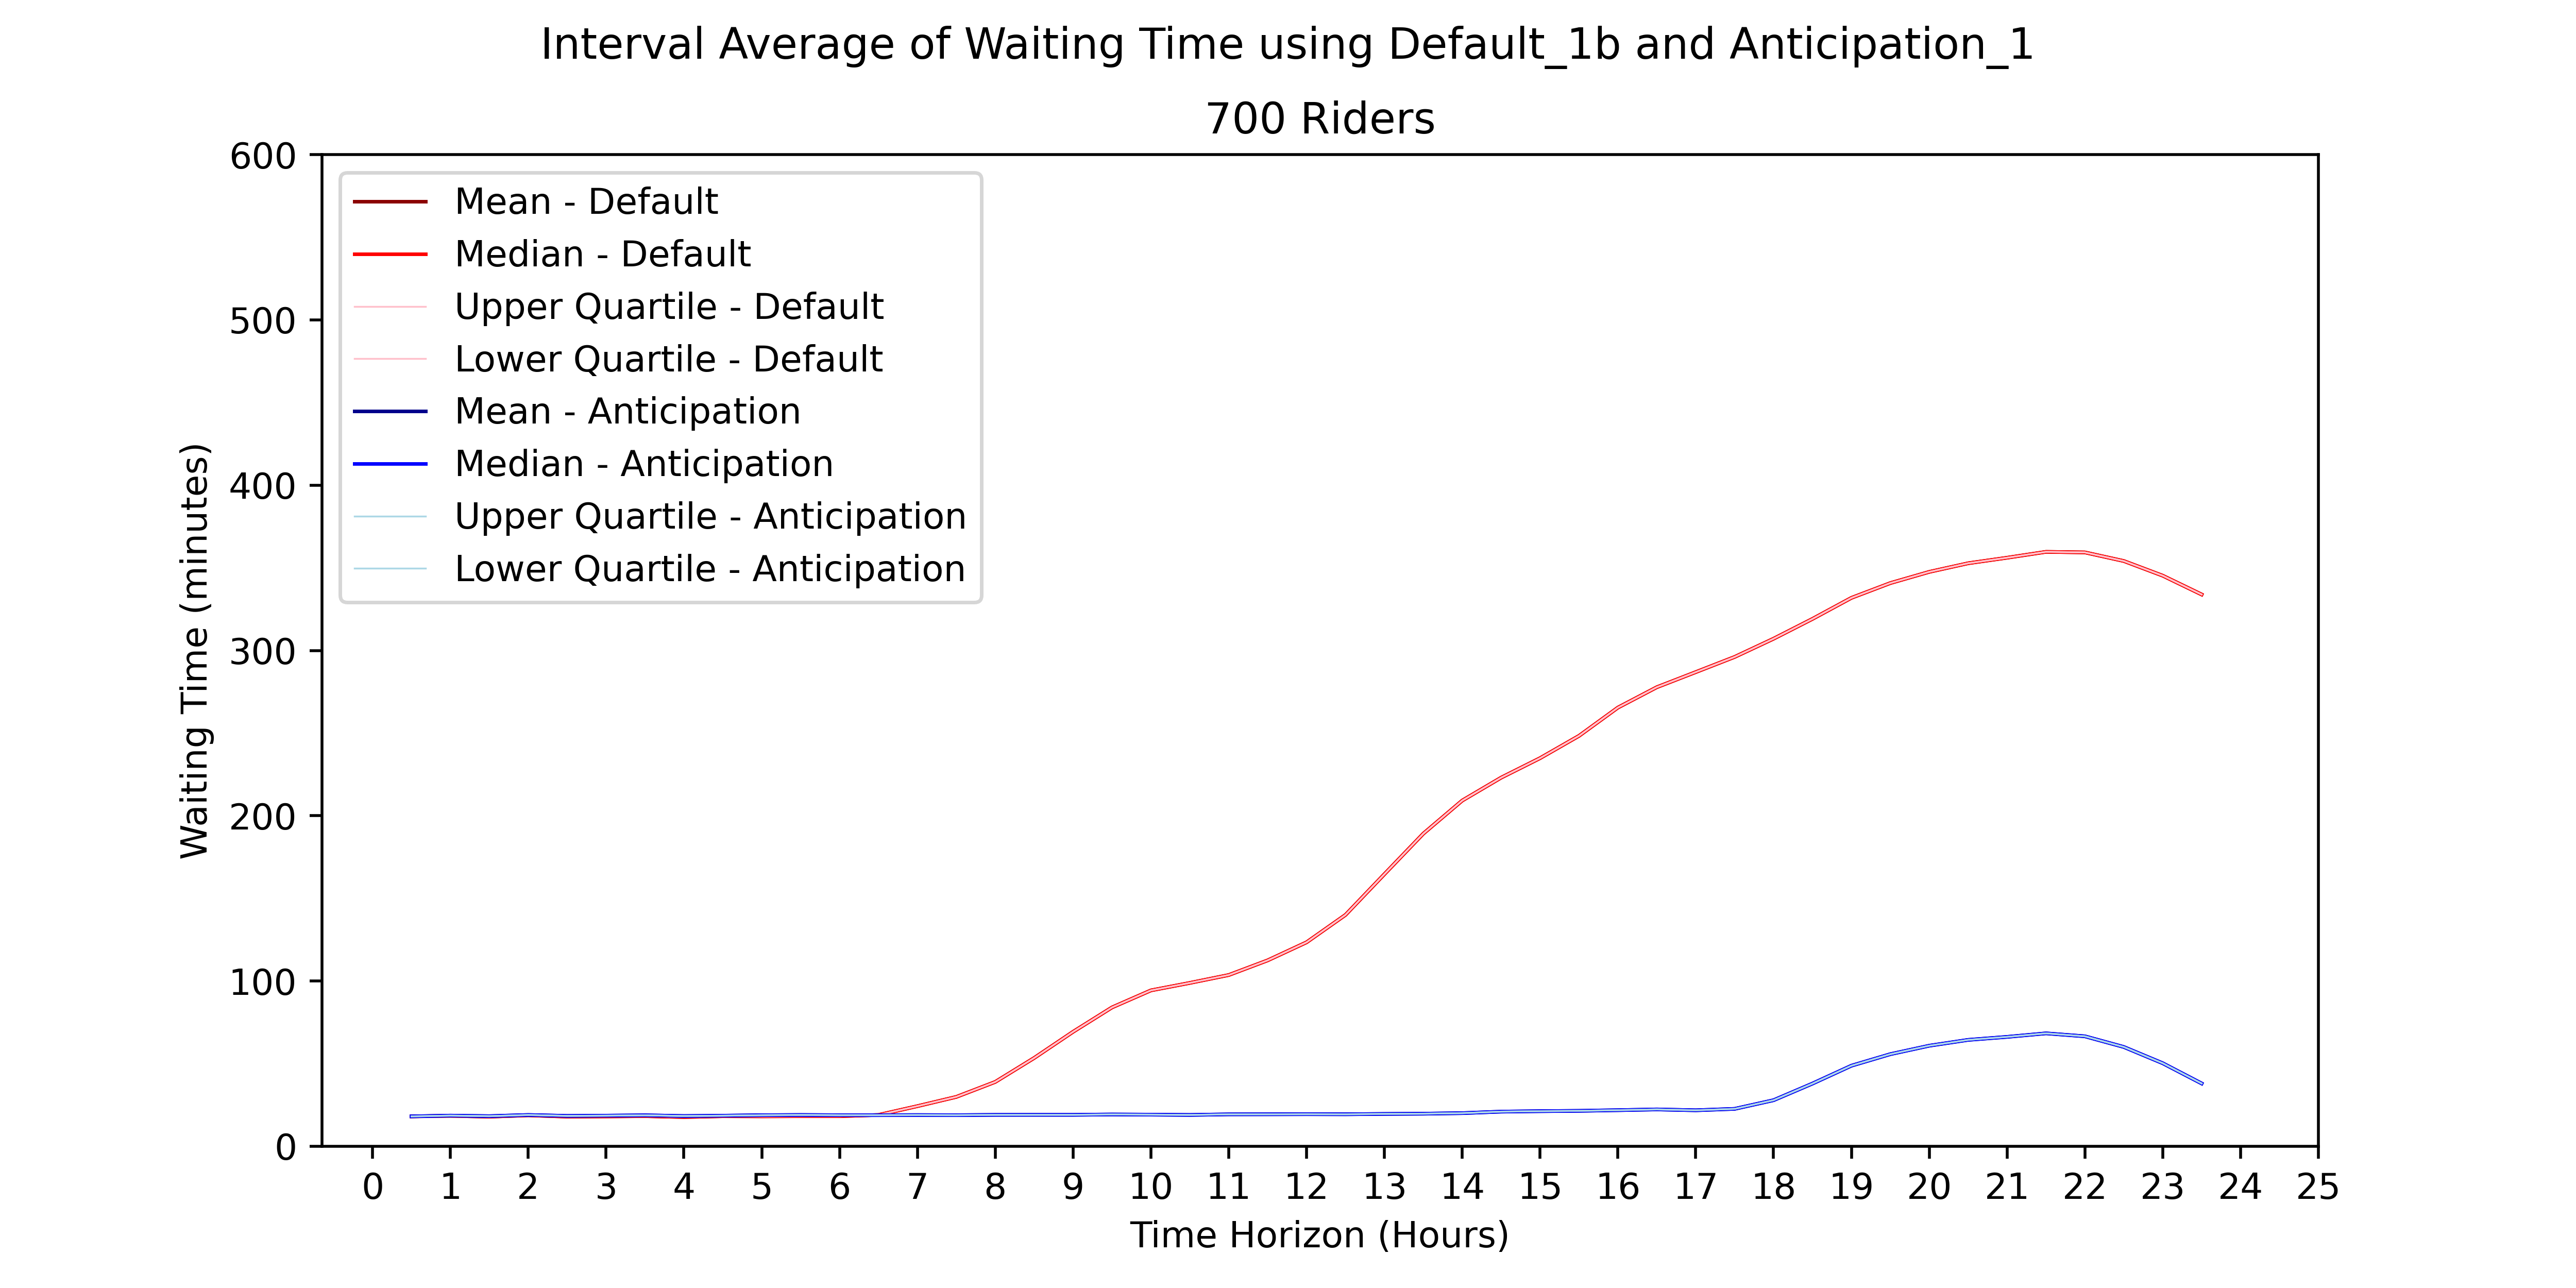 Interval Average of Waiting Time using Default_1b and Anticipation_1
700 Riders
600
500
400
300
200
100
0
Waiting Time (minutes)
Mean - Default
Median - Default
Upper Quartile - Default
Lower Quartile - Default
Mean - Anticipation
Median - Anticipation
Upper Quartile - Anticipation
Lower Quartile - Anticipation
0 1 2 3 4 5 6 7 8 9 10 11 12 13 14 15 16 17 18 19 20 21 22 23 24 25
Time Horizon (Hours)